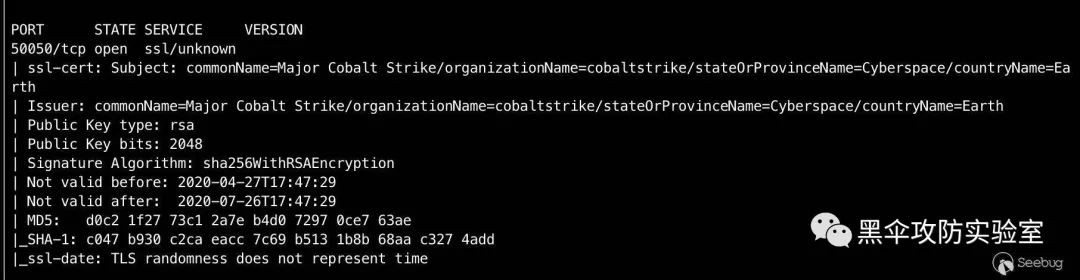 PORT      STATE SERVICE     VERSION
50050/tcp open  ssl/unknown
| ssl-cert: Subject: commonName=Major Cobalt Strike/organizationName=cobaltstrike/stateOrProvinceName=Cyberspace/countryName=Ea
rth
| Issuer: commonName=Major Cobalt Strike/organizationName=cobaltstrike/stateOrProvinceName=Cyberspace/countryName=Earth
| Public Key type: rsa
| Public Key bits: 2048
| Signature Algorithm: sha256WithRSAEncryption
| Not valid before: 2020-04-27T17:47:29
| Not valid after:  2020-07-26T17:47:29
| MD5:   d0c2 1f27 73c1 2a7e b4d0 7297 0ce7 63ae
|_SHA-1: c047 b930 c2ca eacc 7c69 b513 1b8b 68aa c327 4add
|_ssl-date: TLS randomness does not represent time
黑伞攻防实验室
Seebug